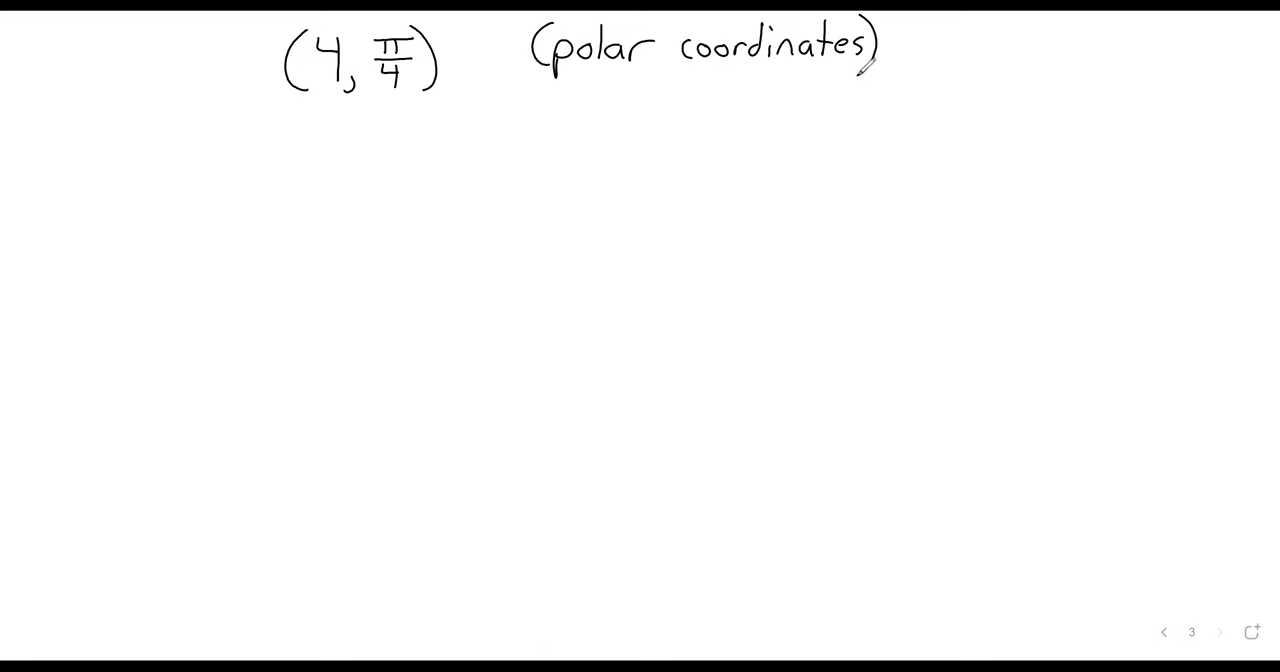 (4, π/4) (polar coordinates)
3